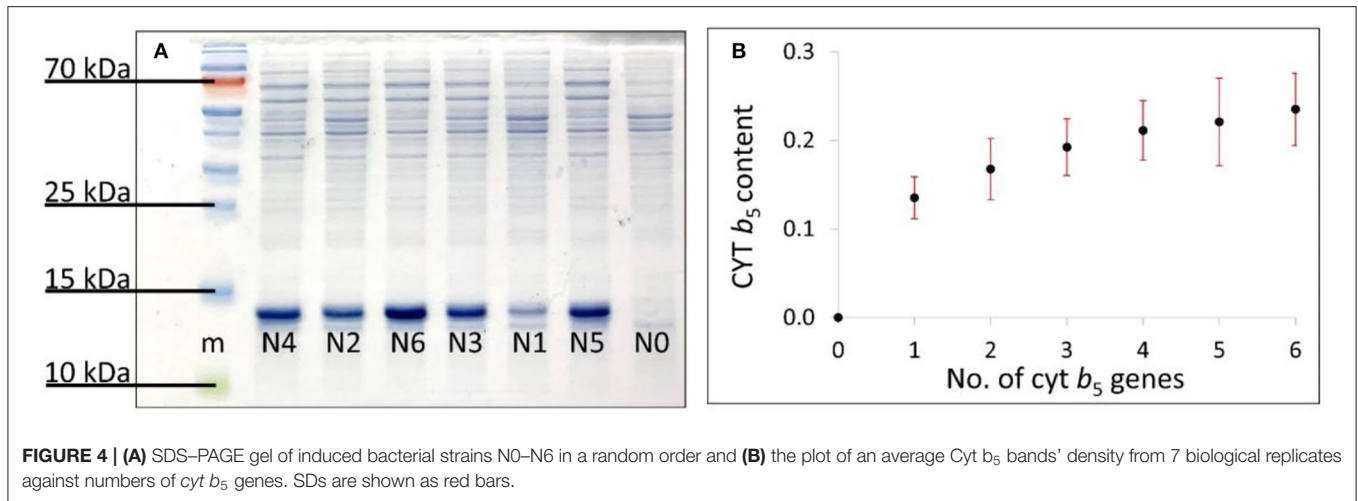 A
70 kDa
25 kDa
15 kDa
10 kDa
m N4 N2 N6 N3 N1 N5 N0
B
CYT b₅ content
0.3
0.2
0.1
0.0
0 1 2 3 4 5 6
No. of cyt b₅ genes
FIGURE 4 | (A) SDS–PAGE gel of induced bacterial strains N0–N6 in a random order and (B) the plot of an average Cyt b₅ bands' density from 7 biological replicates
against numbers of cyt b₅ genes. SDs are shown as red bars.